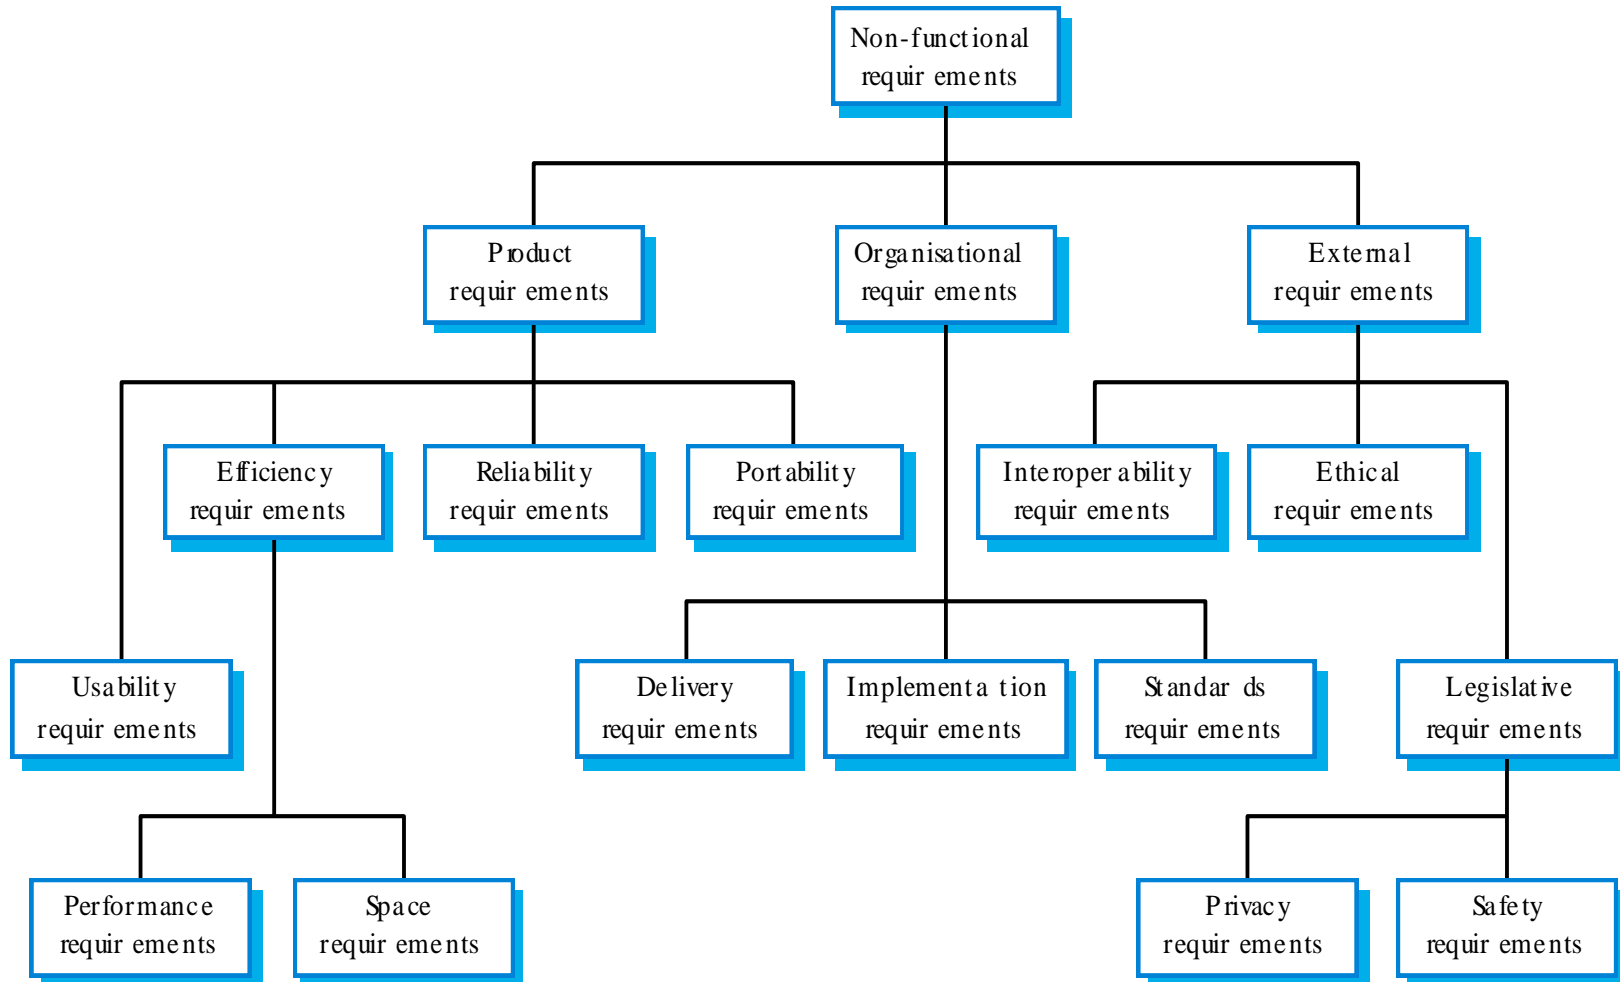 Non-functional
requirements
Product
requirements
Organisational
requirements
External
requirements
Efficiency
requirements
Reliability
requirements
Portability
requirements
Interoperability
requirements
Ethical
requirements
Usability
requirements
Delivery
requirements
Implementation
requirements
Standards
requirements
Legislative
requirements
Performance
requirements
Space
requirements
Privacy
requirements
Safety
requirements